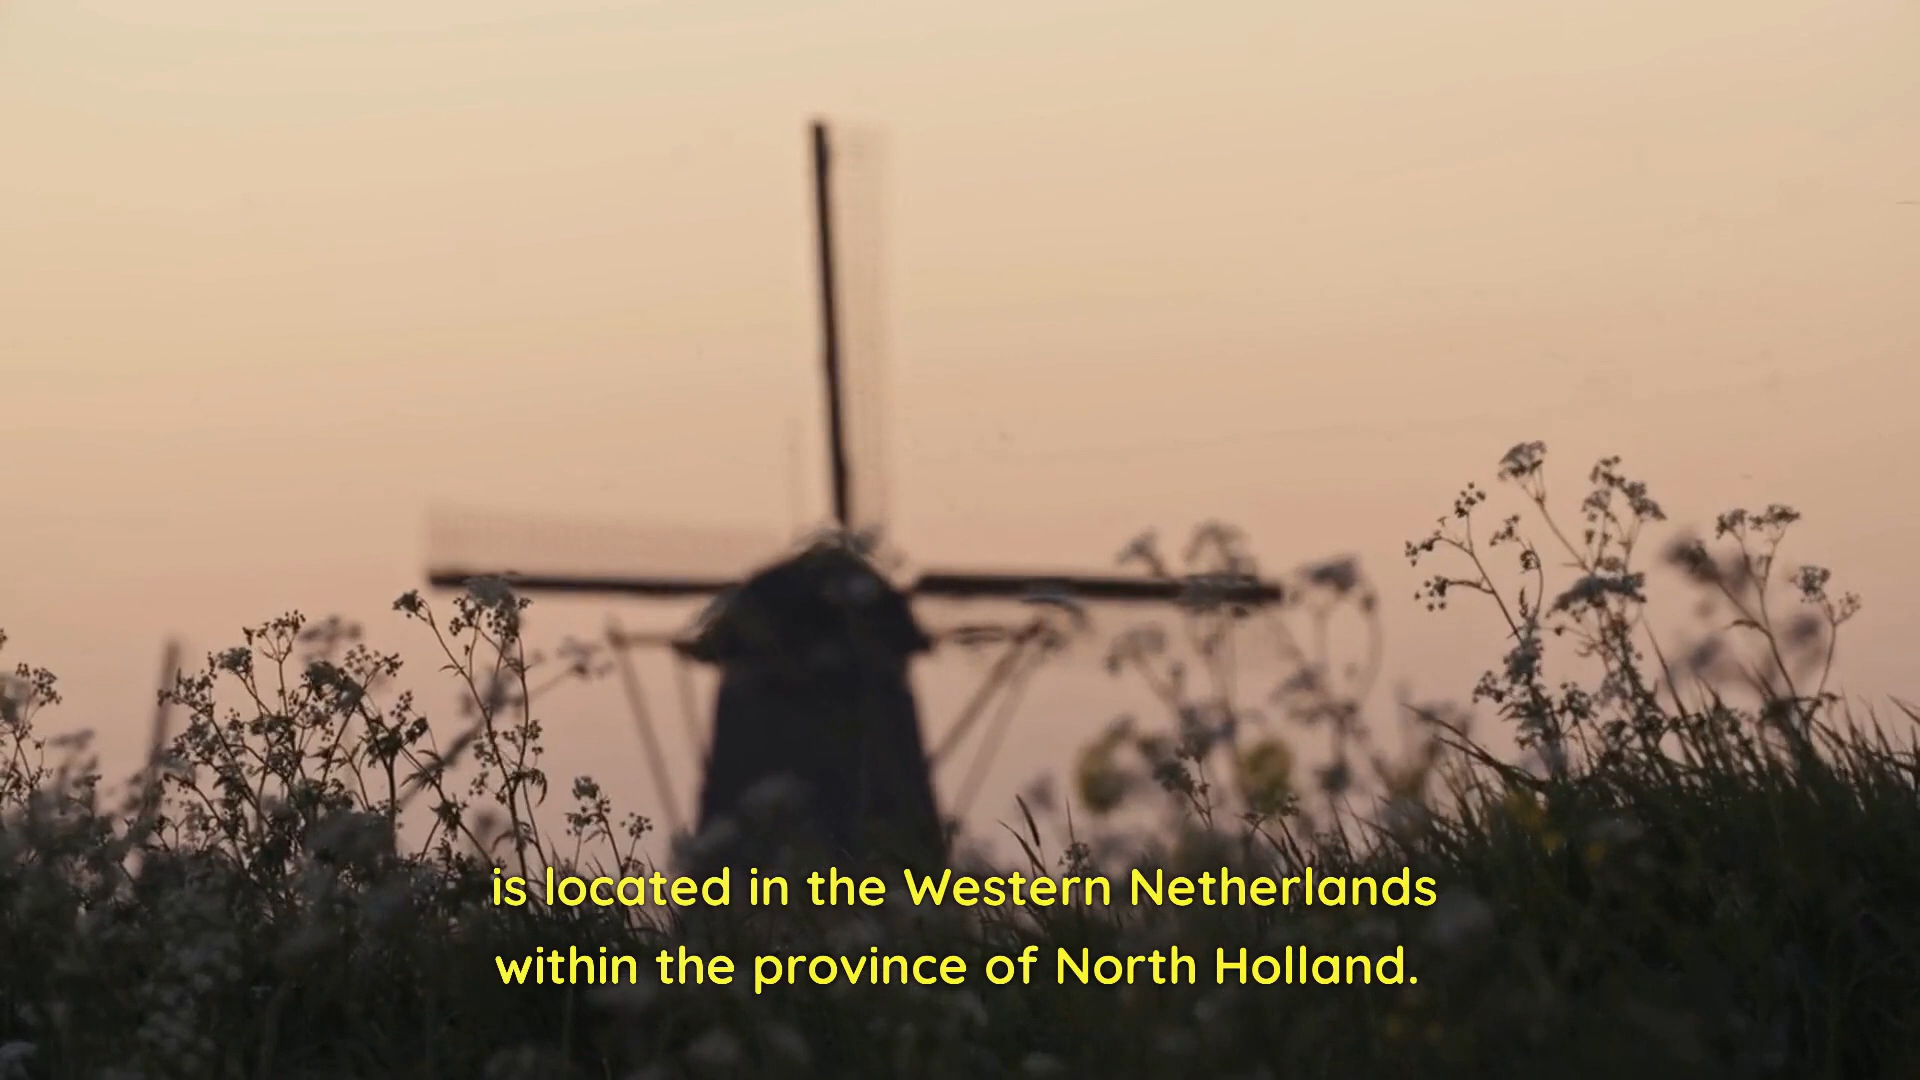 is located in the Western Netherlands
within the province of North Holland.